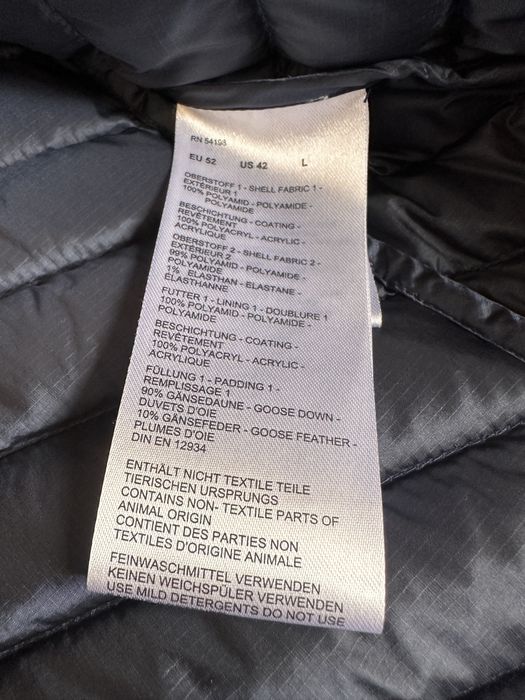 RN 54198
EU 52 US 42 L
OBERSTOFF 1 - SHELL FABRIC 1 -
EXTÉRIEUR 1
100% POLYAMID - POLYAMIDE -
POLYAMIDE
BESCHICHTUNG - COATING -
REVÊTEMENT
100% POLYACRYL - ACRYLIC -
ACRYLIQUE
OBERSTOFF 2 - SHELL FABRIC 2 -
EXTÉRIEUR 2
99% POLYAMID - POLYAMIDE -
POLYAMIDE
1% ELASTHAN - ELASTANE -
ÉLASTHANNE
FUTTER 1 - LINING 1 - DOUBLURE 1
100% POLYAMID - POLYAMIDE -
POLYAMIDE
BESCHICHTUNG - COATING -
REVÊTEMENT
100% POLYACRYL - ACRYLIC -
ACRYLIQUE
FÜLLUNG 1 - PADDING 1 -
REMPLISSAGE 1
90% GÄNSEDAUNE - GOOSE DOWN -
DUVETS D'OIE
10% GÄNSEFEDER - GOOSE FEATHER -
PLUMES D'OIE
DIN EN 12934
ENTHÄLT NICHT TEXTILE TEILE
TIERISCHEN URSPRUNGS
CONTAINS NON- TEXTILE PARTS OF
ANIMAL ORIGIN
CONTIENT DES PARTIES NON
TEXTILES D'ORIGINE ANIMALE
FEINWASCHMITTEL VERWENDEN
KEINEN WEICHSPÜLER VERWENDEN
USE MILD DETERGENTS DO NOT USE